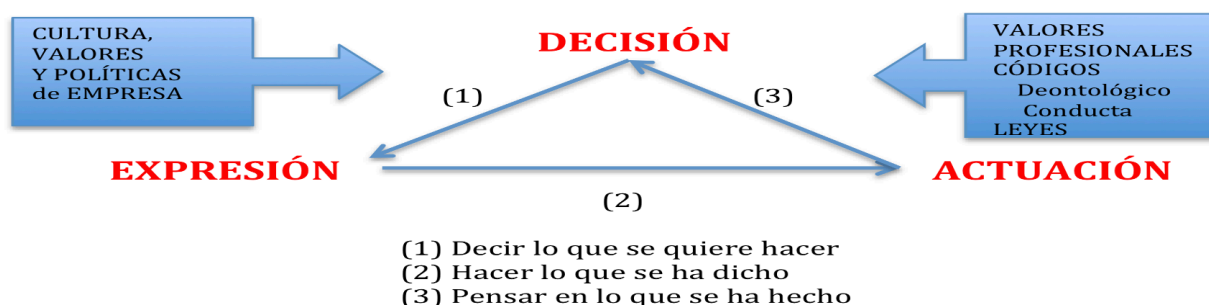 CULTURA,
VALORES
Y POLÍTICAS
de EMPRESA
DECISIÓN
VALORES
PROFESIONALES
CÓDIGOS
Deontológico
Conducta
LEYES
(1)
(3)
EXPRESIÓN
ACTUACIÓN
(2)
(1) Decir lo que se quiere hacer
(2) Hacer lo que se ha dicho
(3) Pensar en lo que se ha hecho